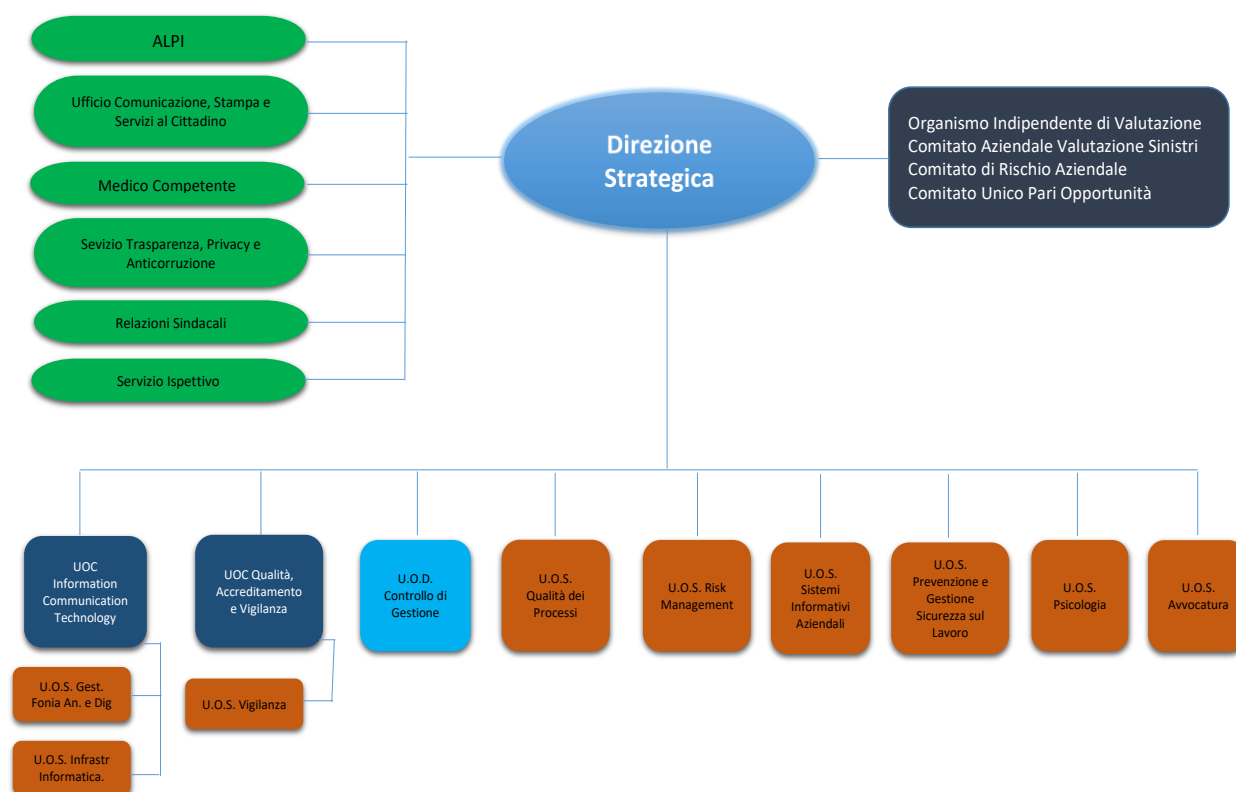 ALPI
Ufficio Comunicazione, Stampa e
Servizi al Cittadino
Medico Competente
Sevizio Trasparenza, Privacy e
Anticorruzione
Relazioni Sindacali
Servizio Ispettivo
Direzione
Strategica
Organismo Indipendente di Valutazione
Comitato Aziendale Valutazione Sinistri
Comitato di Rischio Aziendale
Comitato Unico Pari Opportunità
UOC
Information
Communication
Technology
UOC Qualità,
Accreditamento
e Vigilanza
U.O.D.
Controllo di
Gestione
U.O.S.
Qualità dei
Processi
U.O.S. Risk
Management
U.O.S.
Sistemi
Informativi
Aziendali
U.O.S.
Prevenzione e
Gestione
Sicurezza sul
Lavoro
U.O.S.
Psicologia
U.O.S.
Avvocatura
U.O.S. Gest.
Fonia An. e Dig
U.O.S. Vigilanza
U.O.S. Infrastr
Informatica.